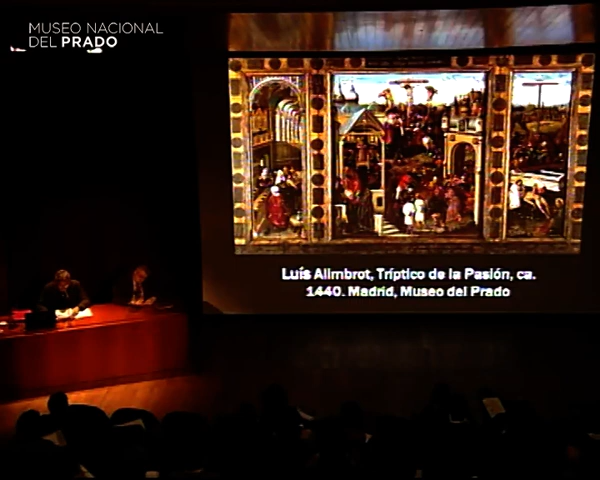 MUSEO NACIONAL
DEL PRADO
Luís Alimbrot, Tríptico de la Pasión, ca.
1440. Madrid, Museo del Prado